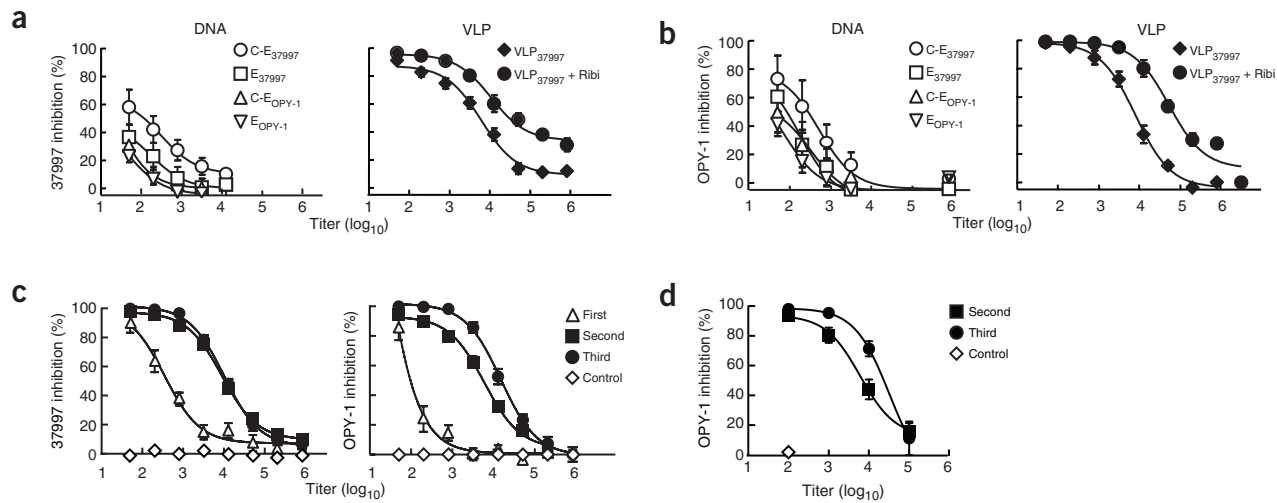 a
DNA
37997 inhibition (%)
100
80
60
40
20
0
1 2 3 4 5 6
C-E37997
E37997
C-EOPY-1
EOPY-1
VLP
1 2 3 4 5 6
VLP37997
VLP37997 + Ribi
Titer (log10)
b
DNA
OPY-1 inhibition (%)
100
80
60
40
20
0
1 2 3 4 5 6
C-E37997
E37997
C-EOPY-1
EOPY-1
VLP
1 2 3 4 5 6
VLP37997
VLP37997 + Ribi
Titer (log10)
c
37997 inhibition (%)
100
80
60
40
20
0
1 2 3 4 5 6
OPY-1 inhibition (%)
100
80
60
40
20
0
1 2 3 4 5 6
First
Second
Third
Control
Titer (log10)
d
OPY-1 inhibition (%)
100
80
60
40
20
0
1 2 3 4 5 6
Second
Third
Control
Titer (log10)